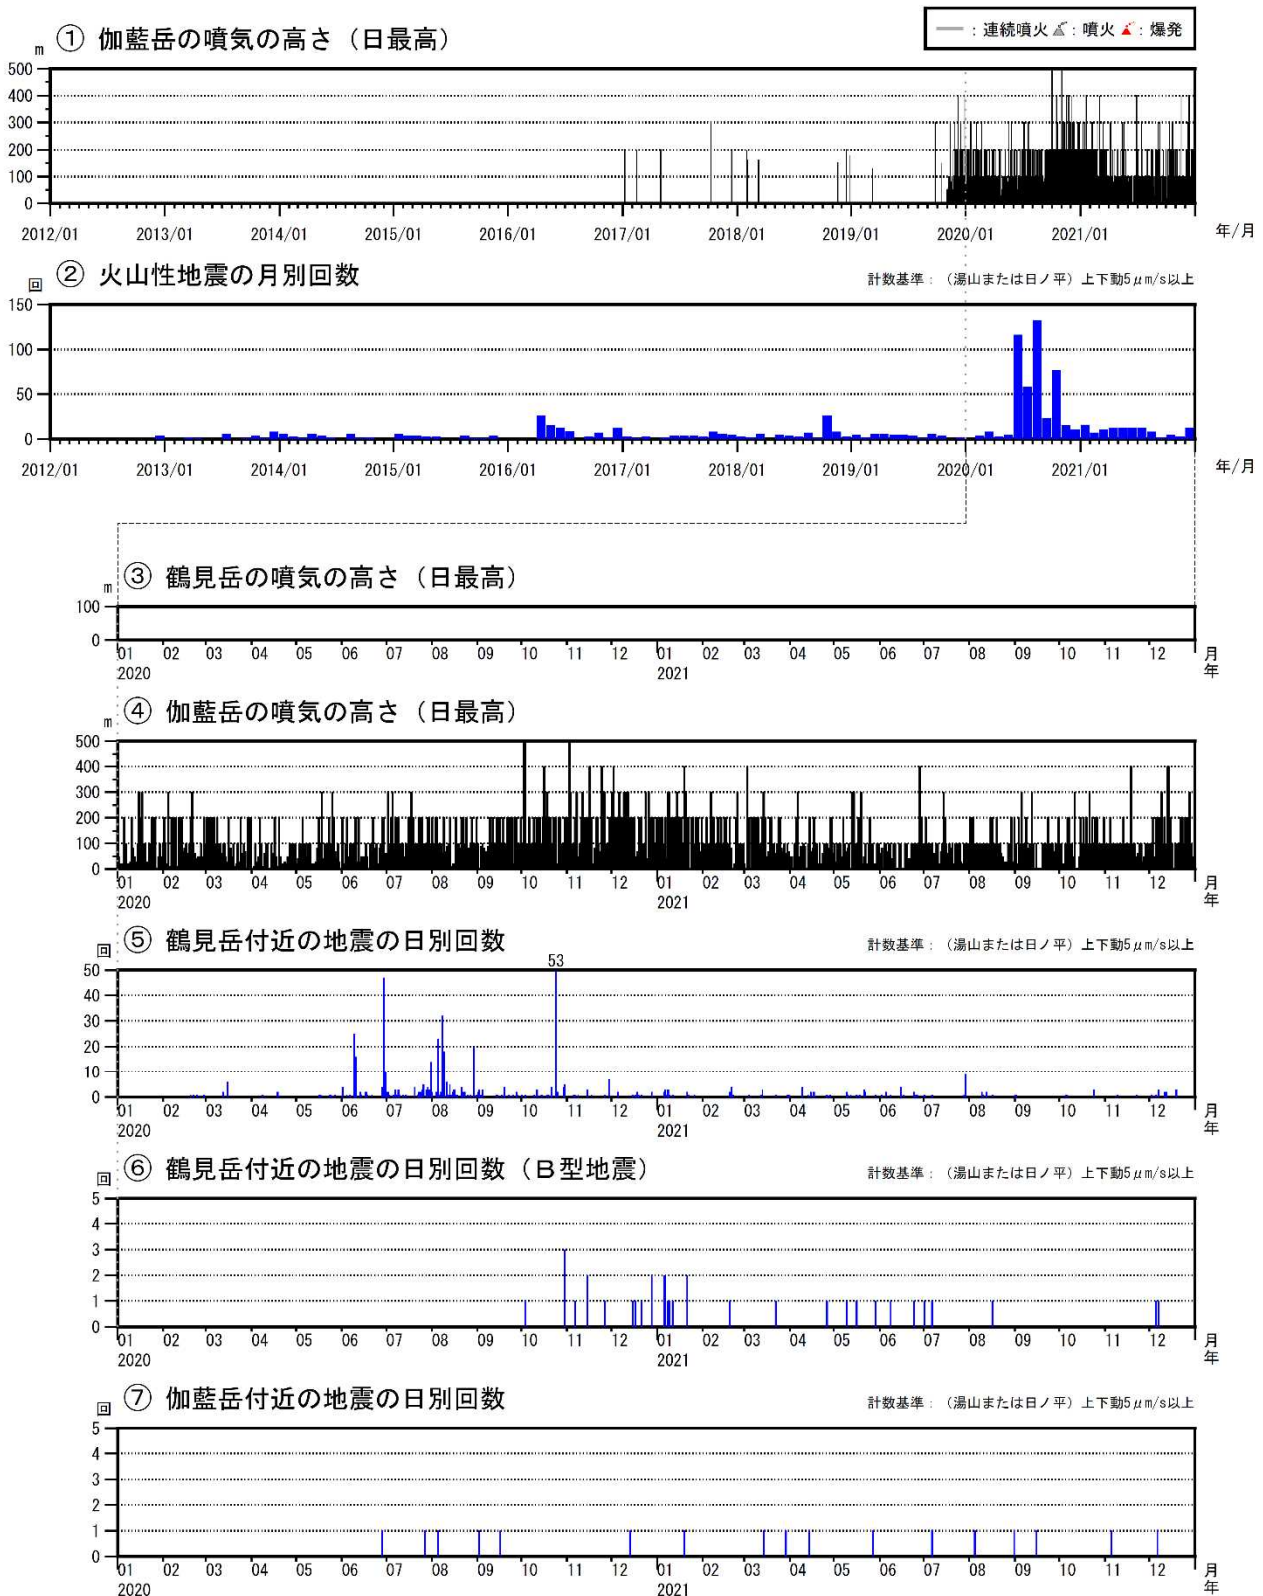 ① 伽藍岳の噴気の高さ（日最高）
― : 連続噴火 : 噴火 : 爆発
m
500
400
300
200
100
0
2012/01 2013/01 2014/01 2015/01 2016/01 2017/01 2018/01 2019/01 2020/01 2021/01 年/月
② 火山性地震の月別回数
計数基準：（湯山または日ノ平）上下動5μm/s以上
回
150
100
50
0
2012/01 2013/01 2014/01 2015/01 2016/01 2017/01 2018/01 2019/01 2020/01 2021/01 年/月
③ 鶴見岳の噴気の高さ（日最高）
m
100
0
01 02 03 04 05 06 07 08 09 10 11 12 01 02 03 04 05 06 07 08 09 10 11 12 月
2020 2021 年
④ 伽藍岳の噴気の高さ（日最高）
m
500
400
300
200
100
0
01 02 03 04 05 06 07 08 09 10 11 12 01 02 03 04 05 06 07 08 09 10 11 12 月
2020 2021 年
⑤ 鶴見岳付近の地震の日別回数
計数基準：（湯山または日ノ平）上下動5μm/s以上
回
53
50
40
30
20
10
0
01 02 03 04 05 06 07 08 09 10 11 12 01 02 03 04 05 06 07 08 09 10 11 12 月
2020 2021 年
⑥ 鶴見岳付近の地震の日別回数（Ｂ型地震）
計数基準：（湯山または日ノ平）上下動5μm/s以上
回
5
4
3
2
1
0
01 02 03 04 05 06 07 08 09 10 11 12 01 02 03 04 05 06 07 08 09 10 11 12 月
2020 2021 年
⑦ 伽藍岳付近の地震の日別回数
計数基準：（湯山または日ノ平）上下動5μm/s以上
回
5
4
3
2
1
0
01 02 03 04 05 06 07 08 09 10 11 12 01 02 03 04 05 06 07 08 09 10 11 12 月
2020 2021 年